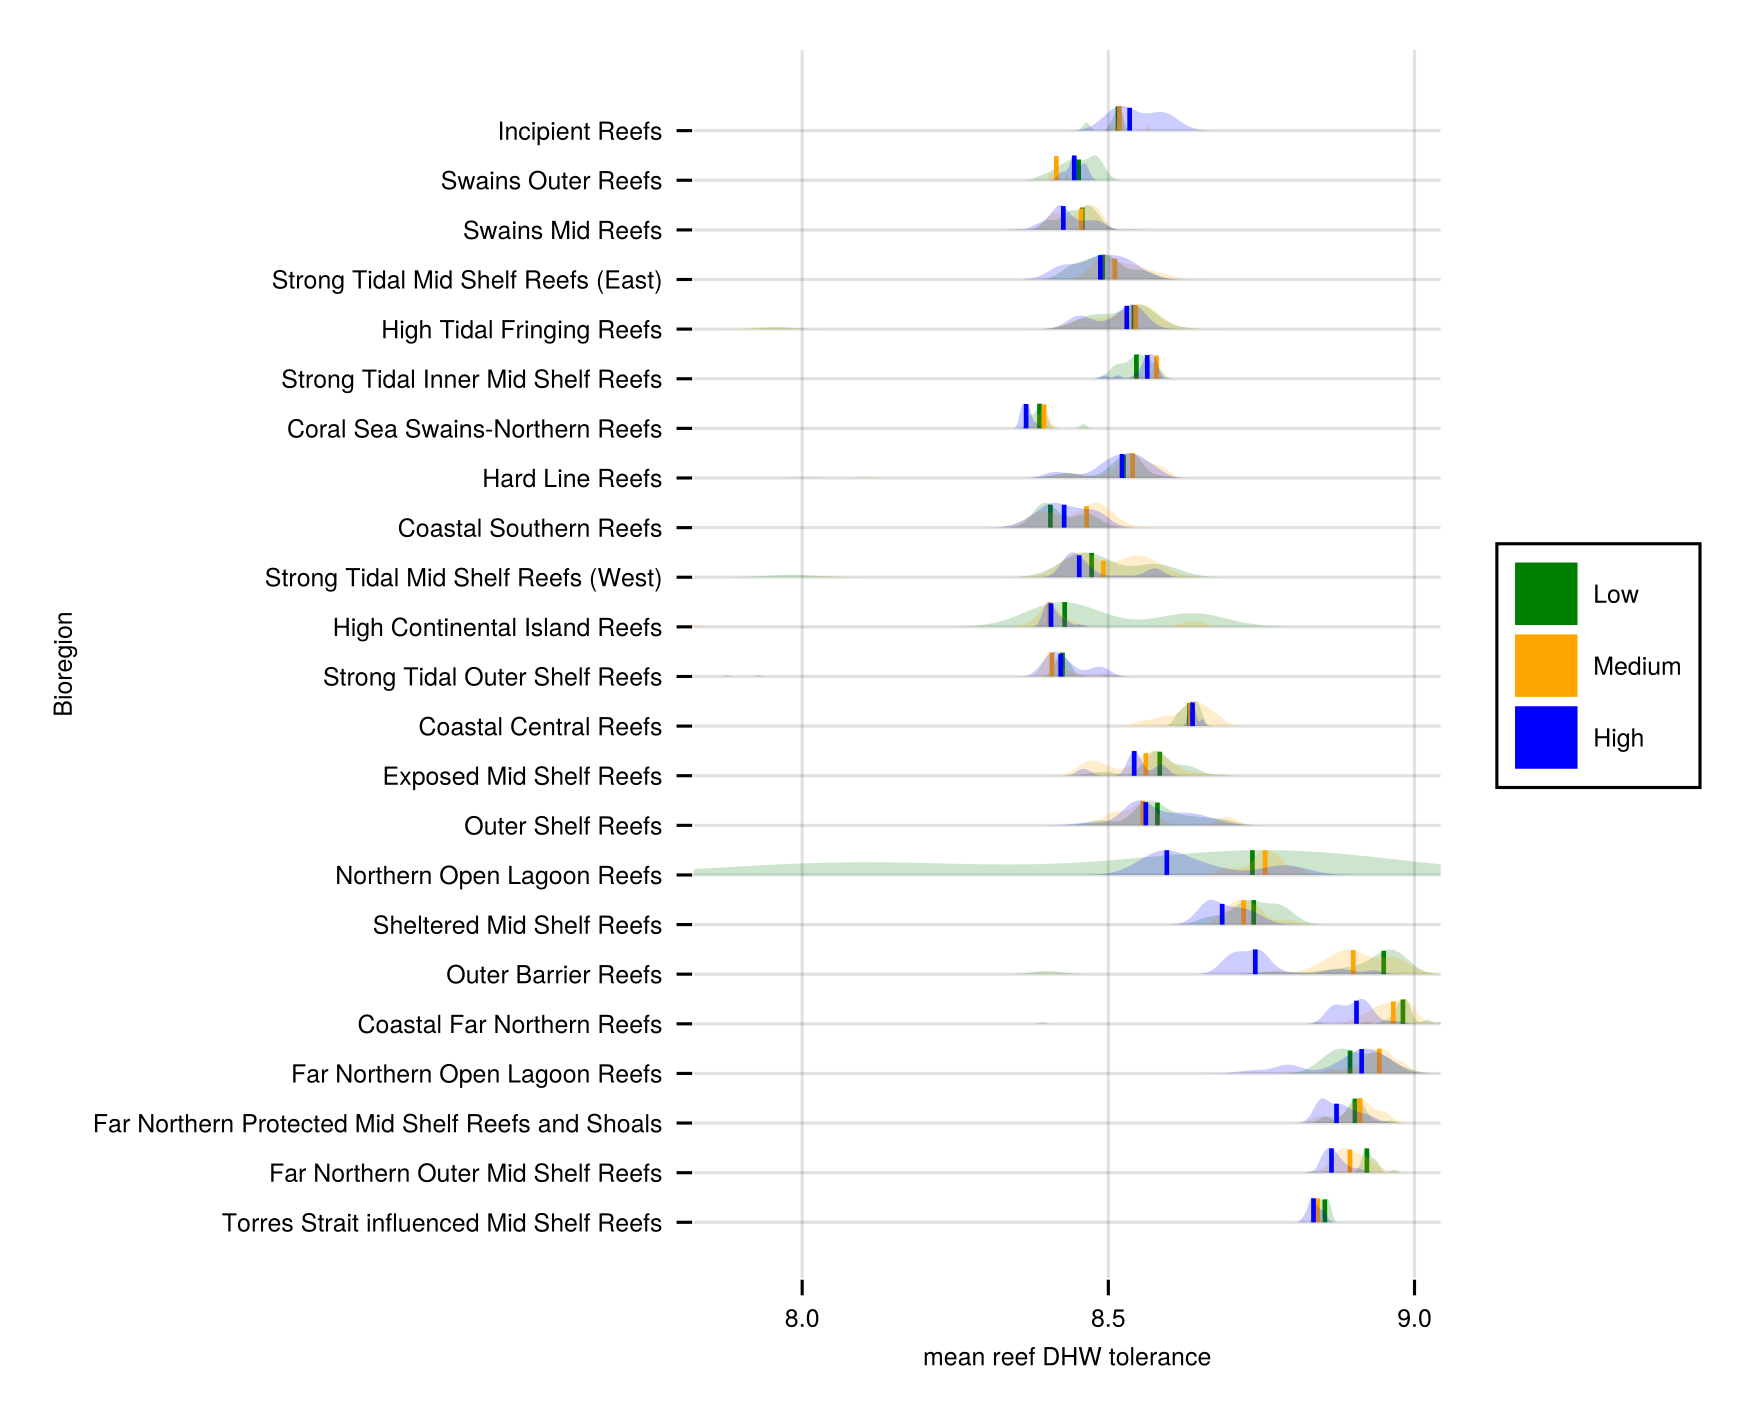 Incipient Reefs
Swains Outer Reefs
Swains Mid Reefs
Strong Tidal Mid Shelf Reefs (East)
High Tidal Fringing Reefs
Strong Tidal Inner Mid Shelf Reefs
Coral Sea Swains-Northern Reefs
Hard Line Reefs
Coastal Southern Reefs
Strong Tidal Mid Shelf Reefs (West)
High Continental Island Reefs
Strong Tidal Outer Shelf Reefs
Coastal Central Reefs
Exposed Mid Shelf Reefs
Outer Shelf Reefs
Northern Open Lagoon Reefs
Sheltered Mid Shelf Reefs
Outer Barrier Reefs
Coastal Far Northern Reefs
Far Northern Open Lagoon Reefs
Far Northern Protected Mid Shelf Reefs and Shoals
Far Northern Outer Mid Shelf Reefs
Torres Strait influenced Mid Shelf Reefs
Bioregion
8.0 8.5 9.0
mean reef DHW tolerance
Low
Medium
High